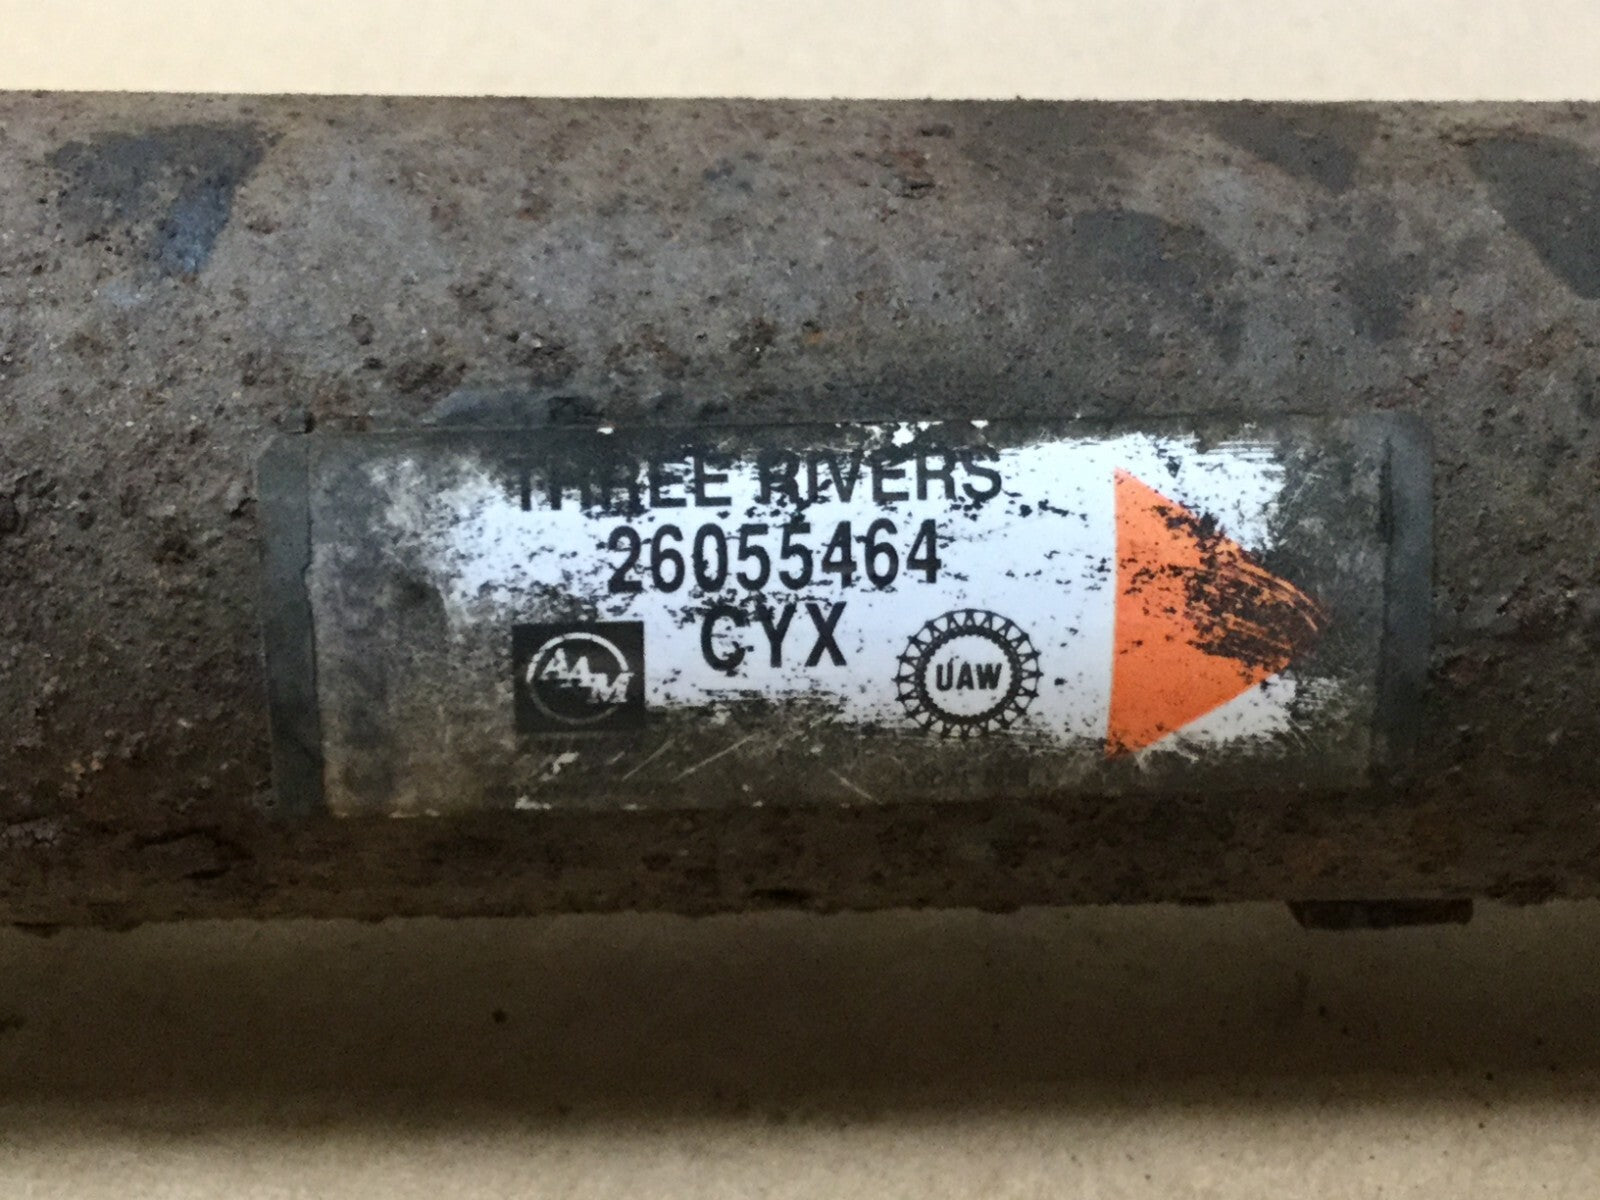 THREE RIVERS
26055464
CYX
AAM
UAW